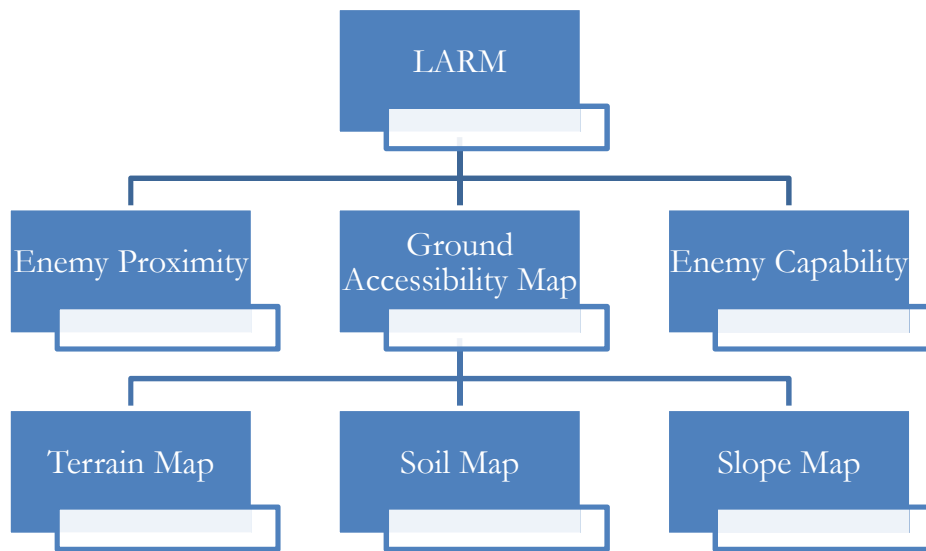 LARM
Enemy Proximity
Ground
Accessibility Map
Enemy Capability
Terrain Map
Soil Map
Slope Map